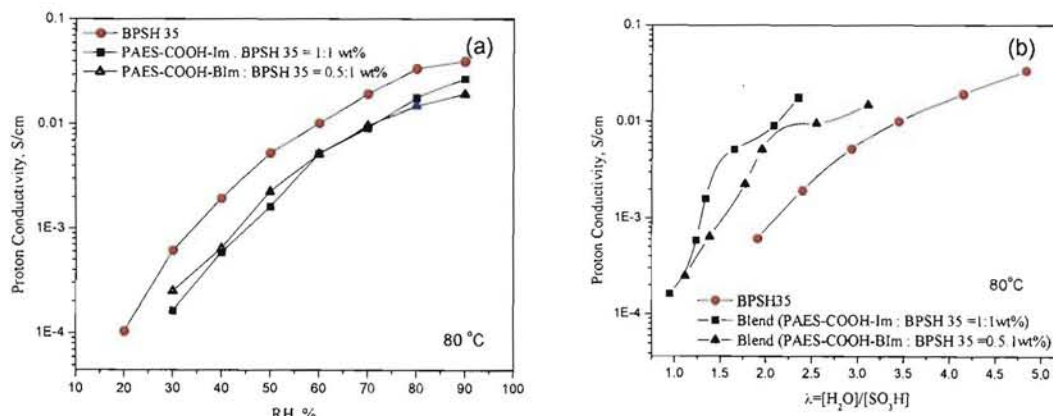 (a)
BPSH 35
PAES-COOH-Im . BPSH 35 = 1:1 wt%
PAES-COOH-BIm : BPSH 35 = 0.5:1 wt%
0.1
0.01
1E-3
1E-4
Proton Conductivity, S/cm
80 °C
10 20 30 40 50 60 70 80 90 100
RH, %
(b)
0.1
0.01
1E-3
1E-4
Proton Conductivity, S/cm
80°C
BPSH35
Blend (PAES-COOH-Im : BPSH 35 =1:1wt%)
Blend (PAES-COOH-BIm : BPSH 35 =0.5.1wt%)
1.0 1.5 2.0 2.5 3.0 3.5 4.0 4.5 5.0
λ=[H₂O]/[SO₃H]